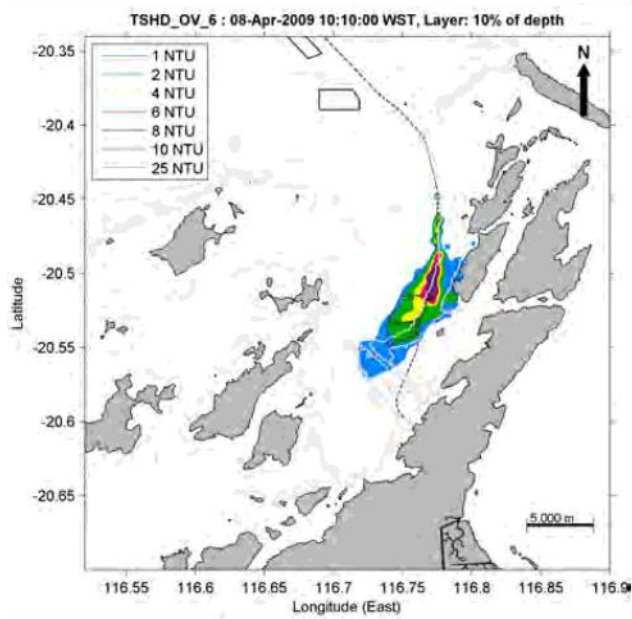 TSHD_OV_6 : 08-Apr-2009 10:10:00 WST, Layer: 10% of depth
1 NTU
2 NTU
4 NTU
6 NTU
8 NTU
10 NTU
25 NTU
N
-20.4
-20.45
-20.5
-20.55
-20.6
-20.65
Latitude
5,000 m
116.55 116.6 116.65 116.7 116.75 116.8 116.85 116.9
Longitude (East)